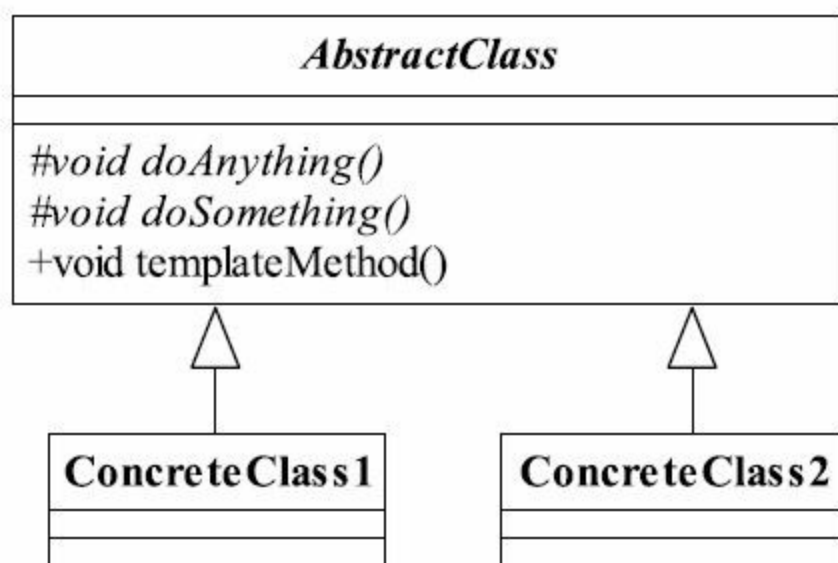 AbstractClass
#void doAnything()
#void doSomething()
+void templateMethod()
ConcreteClass1
ConcreteClass2